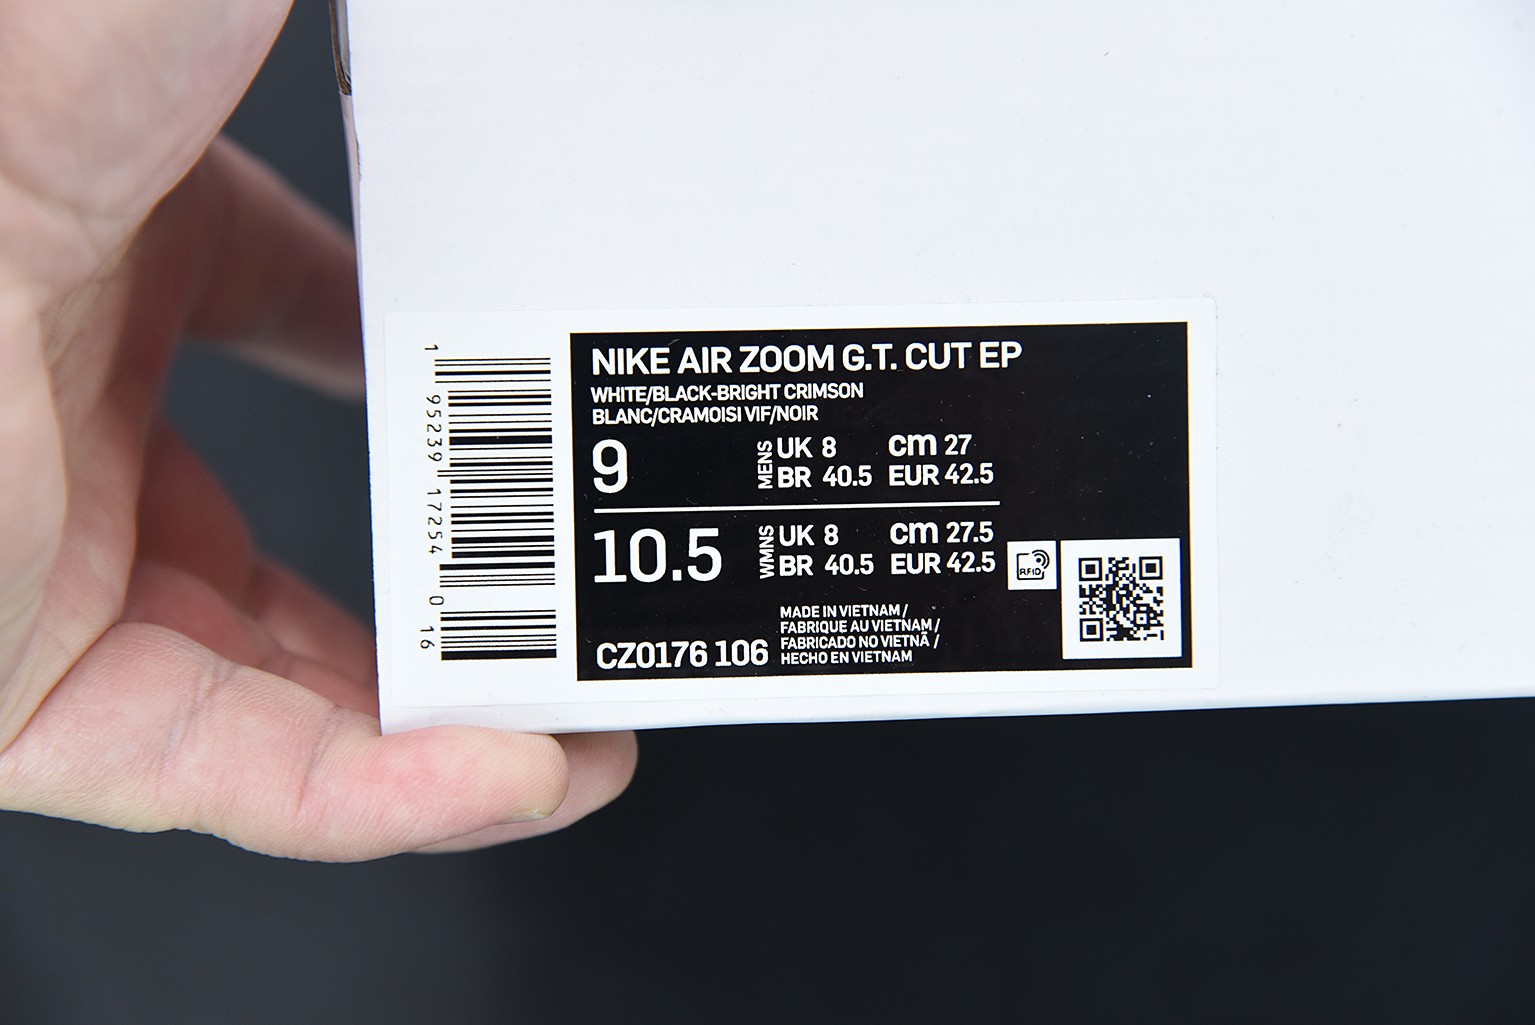 1 95239 17254 0 16
NIKE AIR ZOOM G.T. CUT EP
WHITE/BLACK-BRIGHT CRIMSON
BLANC/CRAMOISI VIF/NOIR
9 MENS UK 8 cm 27
BR 40.5 EUR 42.5
10.5 WMNS UK 8 cm 27.5
BR 40.5 EUR 42.5
RFID
CZ0176 106
MADE IN VIETNAM /
FABRIQUE AU VIETNAM /
FABRICADO NO VIETNÃ /
HECHO EN VIETNAM